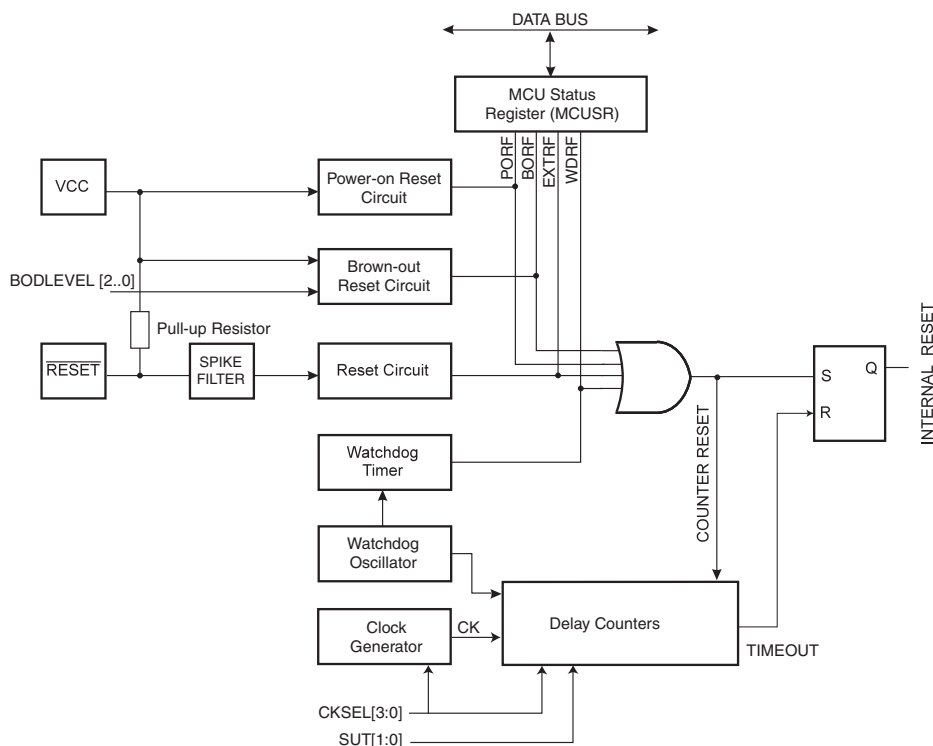 DATA BUS
MCU Status
Register (MCUSR)
PORF
BORF
EXTRF
WDRF
VCC
Power-on Reset
Circuit
BODLEVEL [2..0]
Brown-out
Reset Circuit
Pull-up Resistor
RESET
SPIKE
FILTER
Reset Circuit
S
Q
R
INTERNAL RESET
COUNTER RESET
Watchdog
Timer
Watchdog
Oscillator
Clock
Generator
CK
Delay Counters
TIMEOUT
CKSEL[3:0]
SUT[1:0]